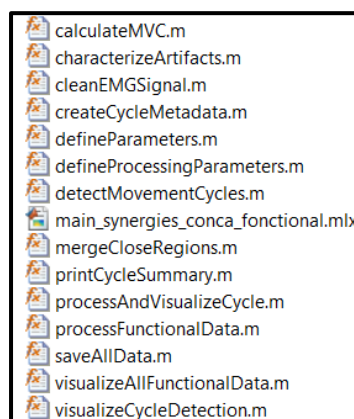 calculateMVC.m
characterizeArtifacts.m
cleanEMGSignal.m
createCycleMetadata.m
defineParameters.m
defineProcessingParameters.m
detectMovementCycles.m
main_synergies_conca_fonctional.mlx
mergeCloseRegions.m
printCycleSummary.m
processAndVisualizeCycle.m
processFunctionalData.m
saveAllData.m
visualizeAllFunctionalData.m
visualizeCycleDetection.m